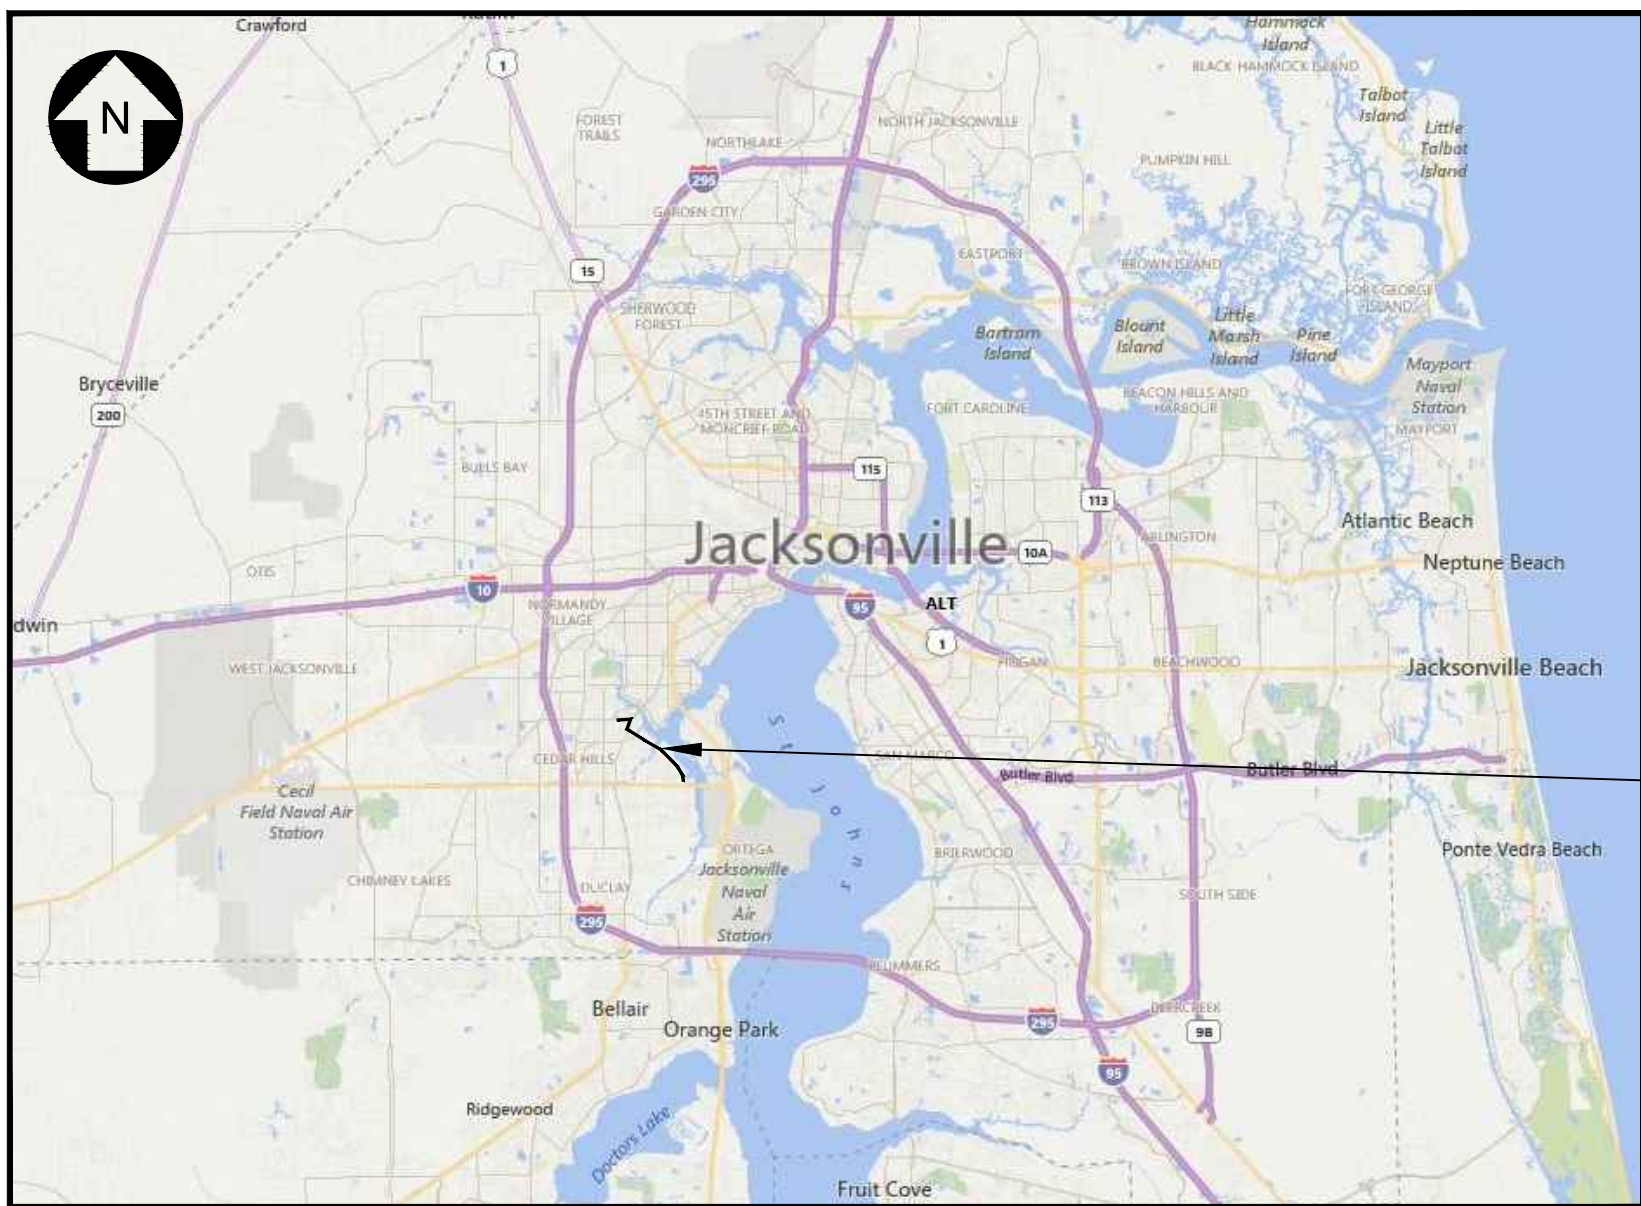 Crawford
1
N
Hammock
Island
BLACK HAMMOCK ISLAND
Talbot
Island
Little
Talbot
Island
FOREST
TRAILS
NORTH JACKSONVILLE
NORTHLAKE
PUMPKIN HILL
295
GARDEN CITY
EASTPORT
BROWN ISLAND
15
FORT GEORGE
ISLAND
SHERWOOD
FOREST
Bartram
Island
Blount
Island
Little
Marsh
Island
Pine
Island
Mayport
Naval
Station
MAYPORT
Bryceville
200
45TH STREET AND
MONCRIEF ROAD
FORT CAROLINE
BEACON HILLS AND
HARBOUR
BULLS BAY
115
113
Jacksonville
10A
ARLINGTON
Atlantic Beach
Neptune Beach
OTIS
10
NORMANDY
VILLAGE
95
ALT
1
dwin
WEST JACKSONVILLE
BEACHWOOD
Jacksonville Beach
St Johns
CEDAR HILLS
SAN MARCO
Butler Blvd
Butler Blvd
Cecil
Field Naval Air
Station
ORTEGA
Jacksonville
Naval
Air
Station
BRIERWOOD
Ponte Vedra Beach
CHIMNEY LAKES
DUCLAY
SOUTH SIDE
295
PLUMMERS
Bellair
Orange Park
295
DEERCREEK
9B
95
Ridgewood
Doctors Lake
Fruit Cove